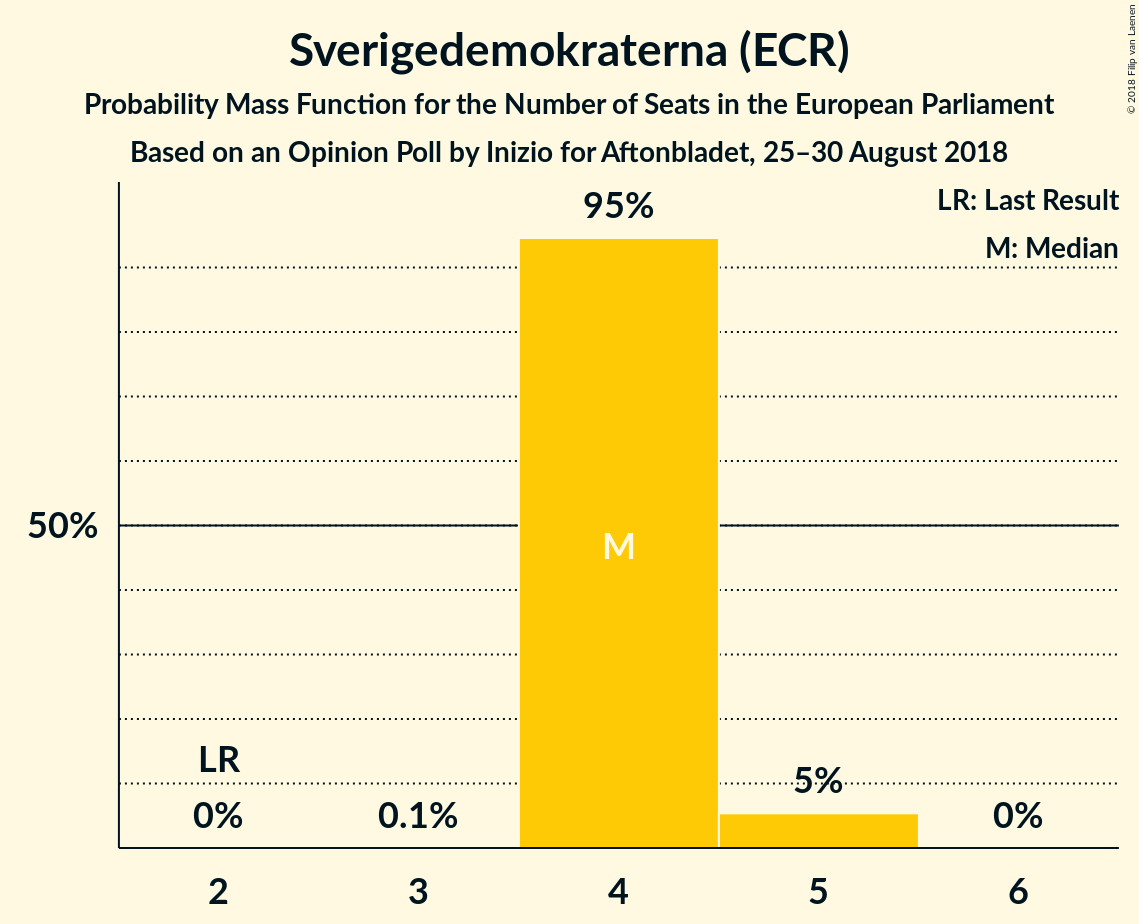 Sverigedemokraterna (ECR)
Probability Mass Function for the Number of Seats in the European Parliament
Based on an Opinion Poll by Inizio for Aftonbladet, 25–30 August 2018
© 2018 Filip van Laenen
LR: Last Result
M: Median
95%
50%
M
LR
0%
0.1%
5%
0%
2 3 4 5 6